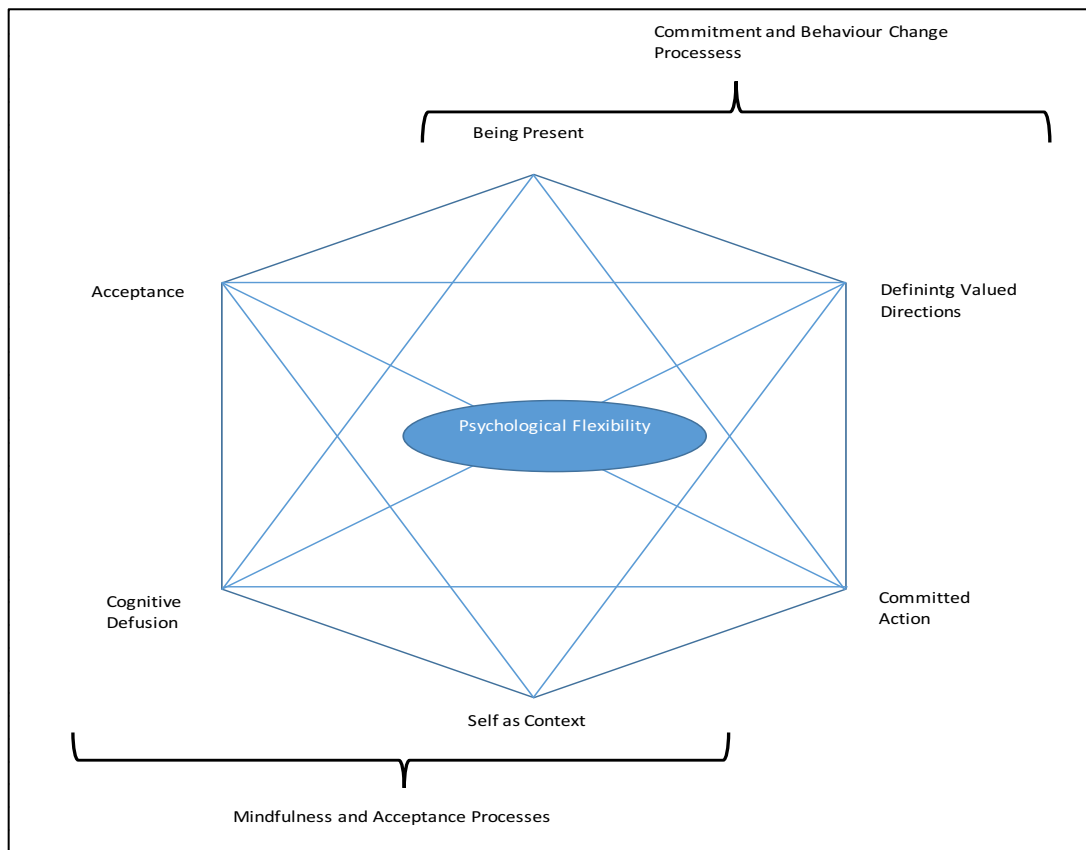 Commitment and Behaviour Change
Processess
Being Present
Acceptance
Definintg Valued
Directions
Psychological Flexibility
Cognitive
Defusion
Committed
Action
Self as Context
Mindfulness and Acceptance Processes